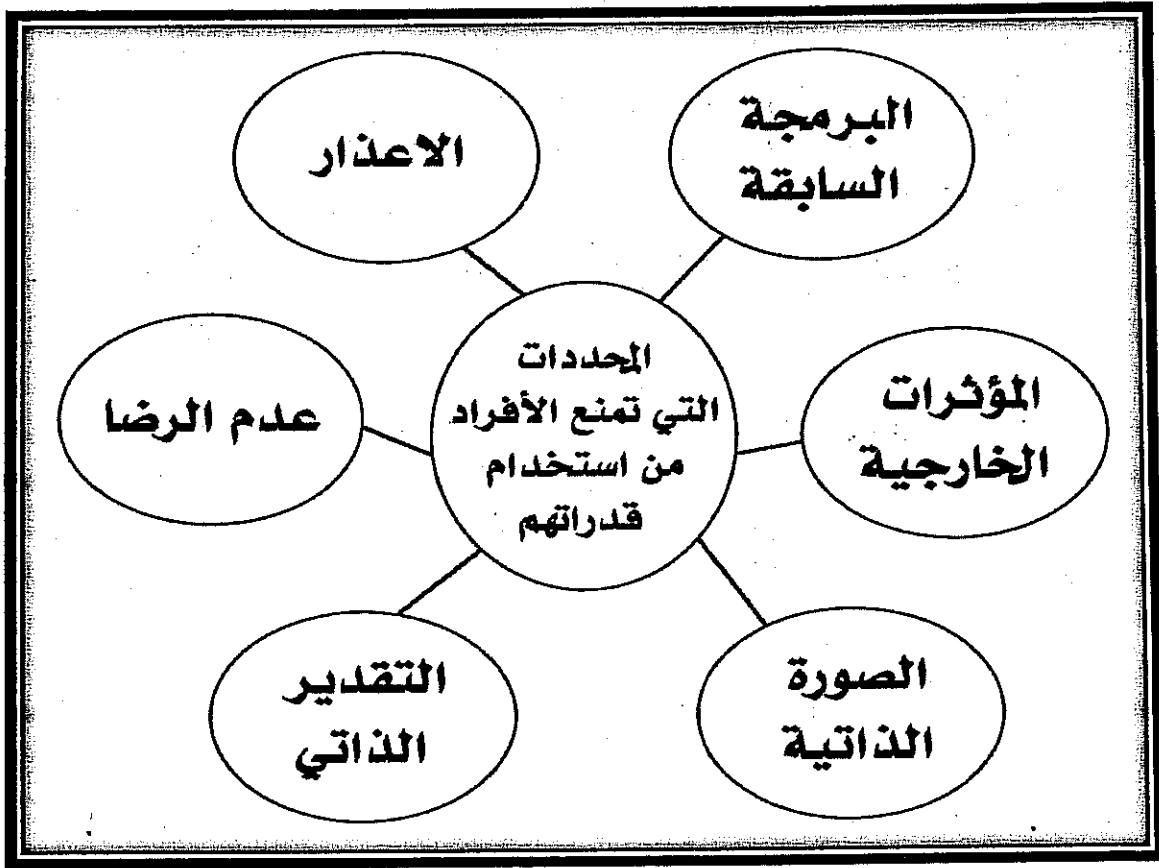 البرمجة
السابقة
الاعذار
المحددات
التي تمنع الأفراد
من استخدام
قدراتهم
المؤثرات
الخارجية
عدم الرضا
الصورة
الذاتية
التقدير
الذاتي